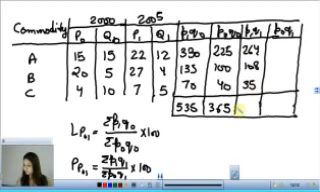 2000 2005
Commodity P₀ Q₀ P₁ Q₁ p₁q₀ p₀q₀ p₁q₁ p₀q₁
A 15 15 22 12 330 225 264
B 20 5 27 4 135 100 108
C 4 10 7 5 70 40 35
535 365
LP₀₁ = Σp₁q₀ / Σp₀q₀ × 100
PP₀₁ = Σp₁q₁ / Σp₀q₁ × 100